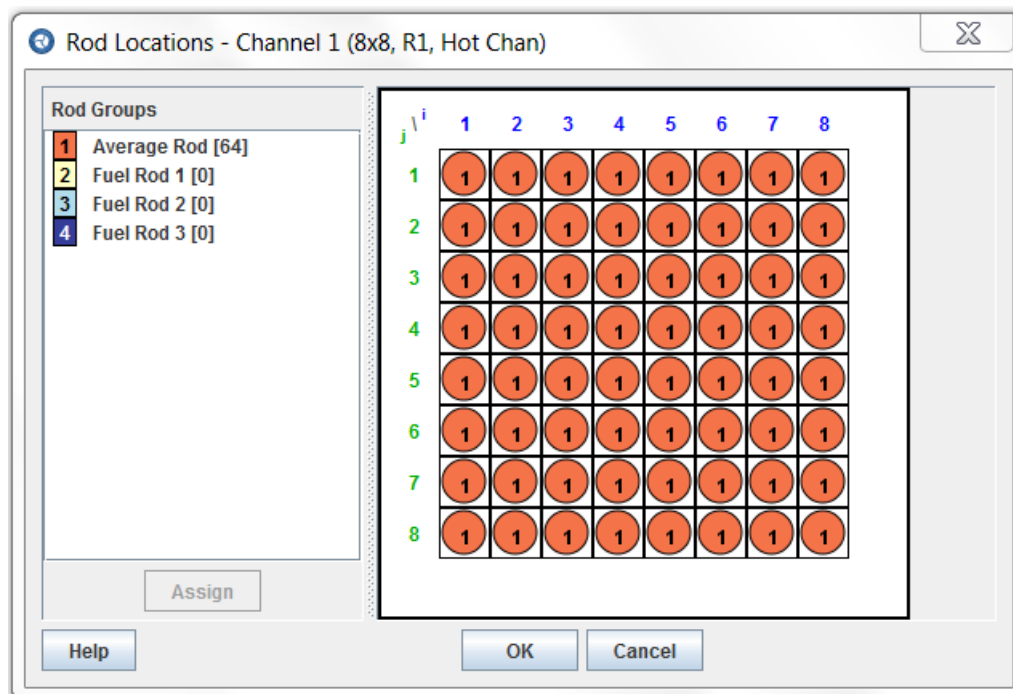 Rod Locations - Channel 1 (8x8, R1, Hot Chan)
Rod Groups
1 Average Rod [64]
2 Fuel Rod 1 [0]
3 Fuel Rod 2 [0]
4 Fuel Rod 3 [0]
Assign
j \ i 1 2 3 4 5 6 7 8
1 1 1 1 1 1 1 1 1
2 1 1 1 1 1 1 1 1
3 1 1 1 1 1 1 1 1
4 1 1 1 1 1 1 1 1
5 1 1 1 1 1 1 1 1
6 1 1 1 1 1 1 1 1
7 1 1 1 1 1 1 1 1
8 1 1 1 1 1 1 1 1
Help OK Cancel